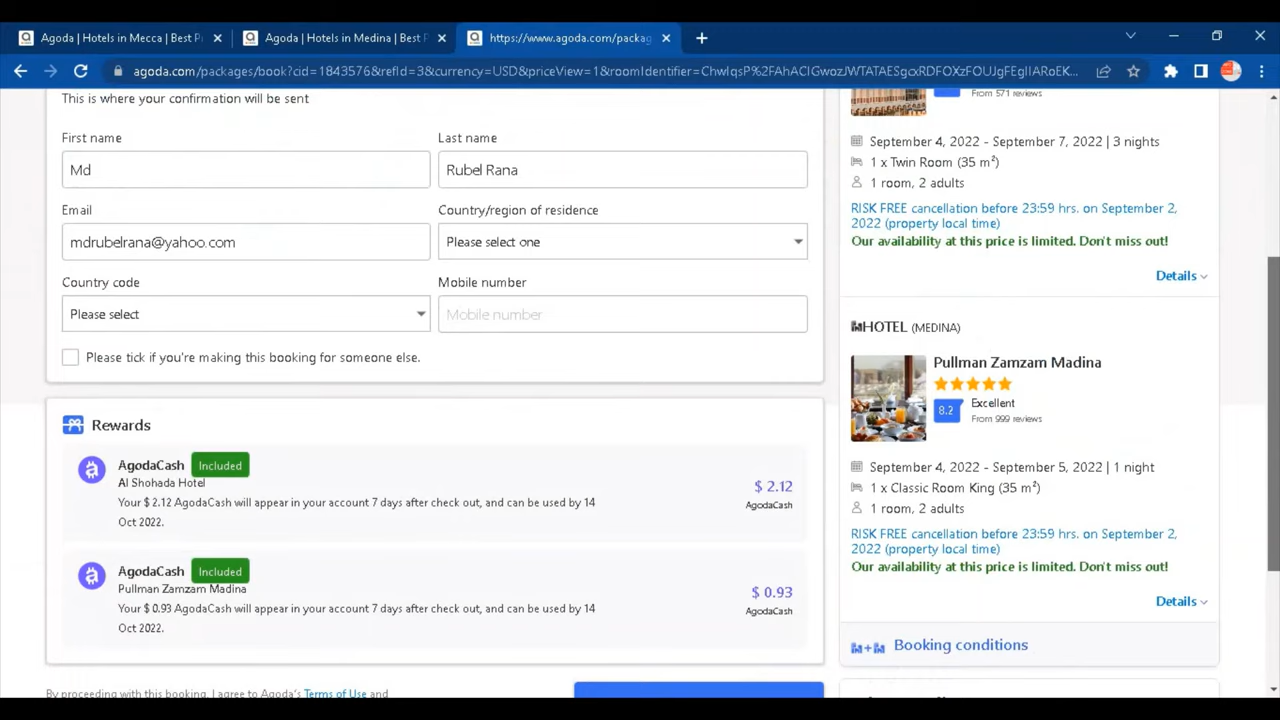 Agoda | Hotels in Mecca | Best P
Agoda | Hotels in Medina | Best P
https://www.agoda.com/packag
agoda.com/packages/book?cid=1843576&refId=3&currency=USD&priceView=1&roomIdentifier=ChwIqsP%2FAhACIGwozJWTATAESgcxRDFOXzFOUJgFEgIIARoEK...
This is where your confirmation will be sent
First name
Last name
Md
Rubel Rana
Email
Country/region of residence
mdrubelrana@yahoo.com
Please select one
Country code
Mobile number
Please select
Mobile number
Please tick if you're making this booking for someone else.
Rewards
AgodaCash Included
Al Shohada Hotel
Your $ 2.12 AgodaCash will appear in your account 7 days after check out, and can be used by 14
Oct 2022.
$ 2.12
AgodaCash
AgodaCash Included
Pullman Zamzam Madina
Your $ 0.93 AgodaCash will appear in your account 7 days after check out, and can be used by 14
Oct 2022.
$ 0.93
AgodaCash
By proceeding with this booking, I agree to Agoda's Terms of Use and
From 571 reviews
September 4, 2022 - September 7, 2022 | 3 nights
1 x Twin Room (35 m²)
1 room, 2 adults
RISK FREE cancellation before 23:59 hrs. on September 2,
2022 (property local time)
Our availability at this price is limited. Don't miss out!
Details
HOTEL (MEDINA)
Pullman Zamzam Madina
8.2
Excellent
From 999 reviews
September 4, 2022 - September 5, 2022 | 1 night
1 x Classic Room King (35 m²)
1 room, 2 adults
RISK FREE cancellation before 23:59 hrs. on September 2,
2022 (property local time)
Our availability at this price is limited. Don't miss out!
Details
Booking conditions